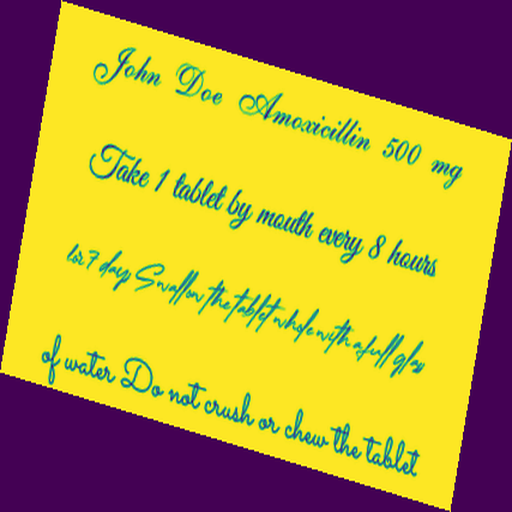 John Doe Amoxicillin 500 mg
Take 1 tablet by mouth every 8 hours
for 7 days Swallow the tablet whole with a full glass
of water Do not crush or chew the tablet